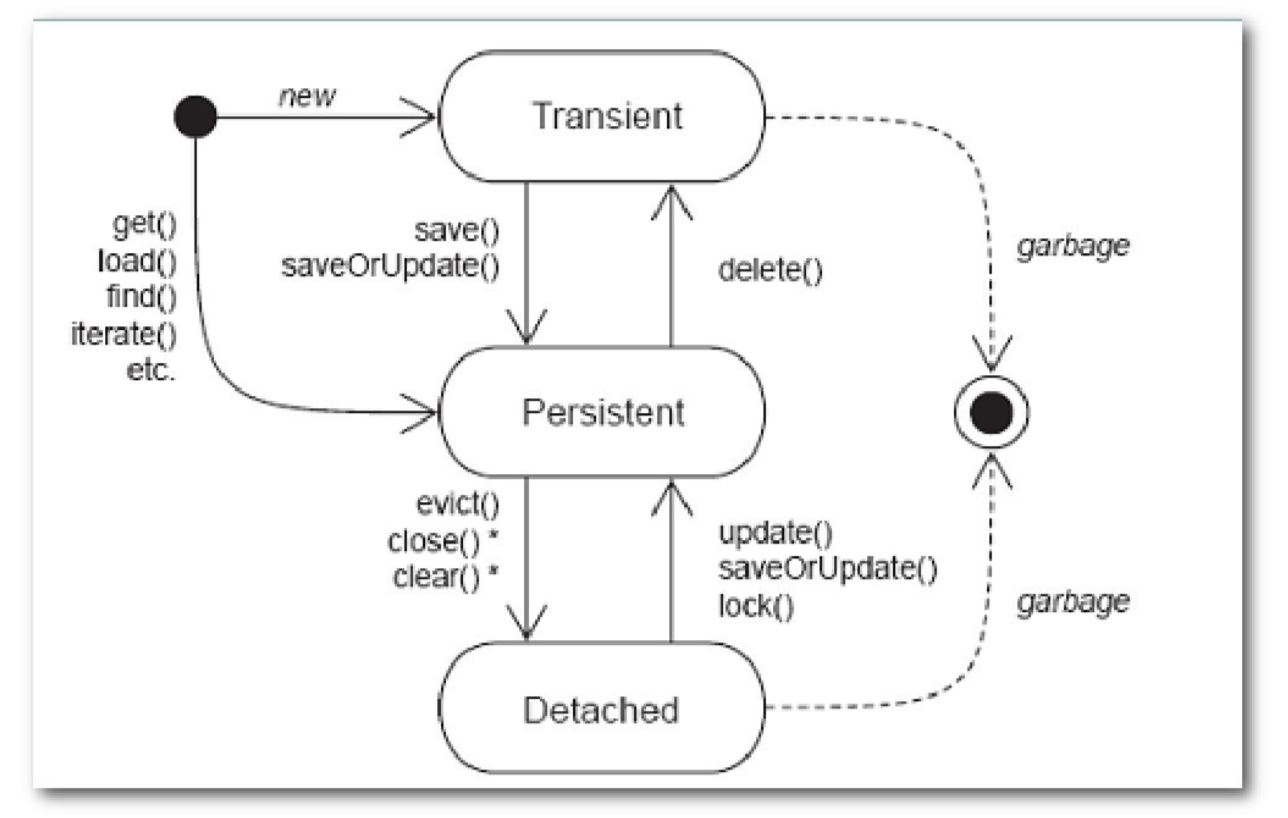 new
Transient
get()
load()
find()
iterate()
etc.
save()
saveOrUpdate()
delete()
garbage
Persistent
evict()
close() *
clear() *
update()
saveOrUpdate()
lock()
garbage
Detached